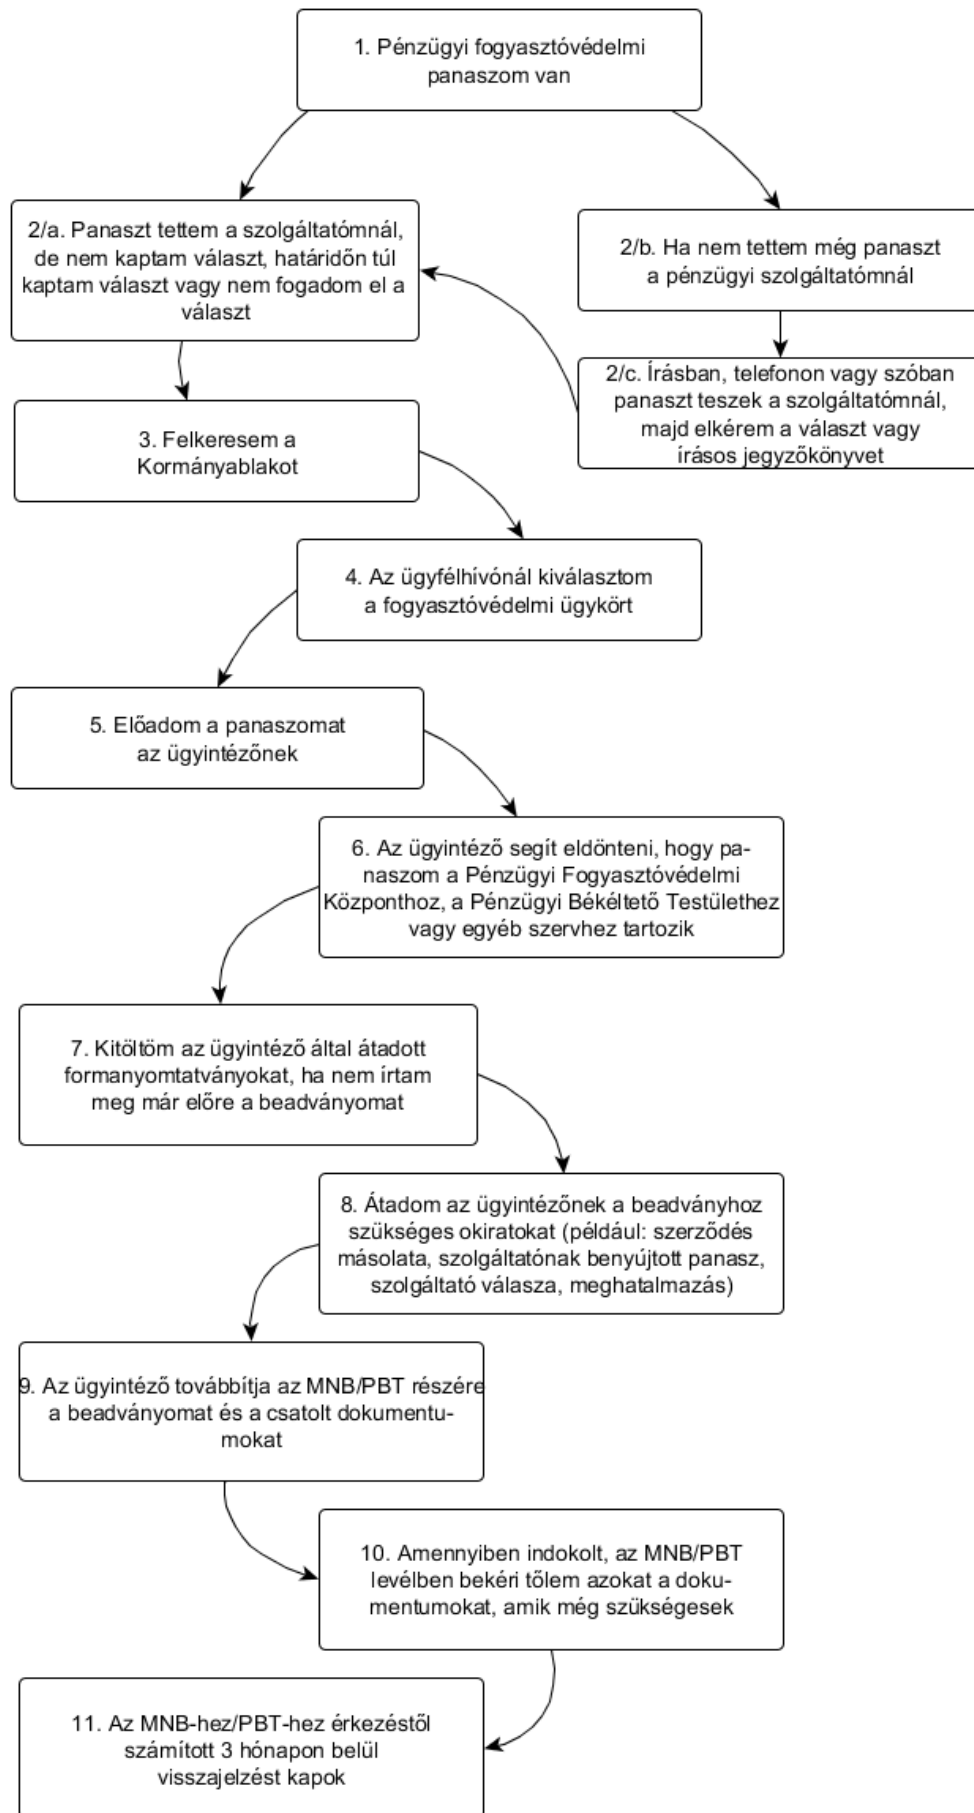 1. Pénzügyi fogyasztóvédelmi
panaszom van
2/a. Panaszt tettem a szolgáltatómnál,
de nem kaptam választ, határidőn túl
kaptam választ vagy nem fogadom el a
választ
2/b. Ha nem tettem még panaszt
a pénzügyi szolgáltatómnál
2/c. Írásban, telefonon vagy szóban
panaszt teszek a szolgáltatómnál,
majd elkérem a választ vagy
írásos jegyzőkönyvet
3. Felkeresem a
Kormányablakot
4. Az ügyfélhívónál kiválasztom
a fogyasztóvédelmi ügykört
5. Előadom a panaszomat
az ügyintézőnek
6. Az ügyintéző segít eldönteni, hogy pa-
naszom a Pénzügyi Fogyasztóvédelmi
Központhoz, a Pénzügyi Békéltető Testülethez
vagy egyéb szervhez tartozik
7. Kitöltöm az ügyintéző által átadott
formanyomtatványokat, ha nem írtam
meg már előre a beadványomat
8. Átadom az ügyintézőnek a beadványhoz
szükséges okiratokat (például: szerződés
másolata, szolgáltatónak benyújtott panasz,
szolgáltató válasza, meghatalmazás)
9. Az ügyintéző továbbítja az MNB/PBT részére
a beadványomat és a csatolt dokumentu-
mokat
10. Amennyiben indokolt, az MNB/PBT
levélben bekéri tőlem azokat a doku-
mentumokat, amik még szükségesek
11. Az MNB-hez/PBT-hez érkezéstől
számított 3 hónapon belül
visszajelzést kapok